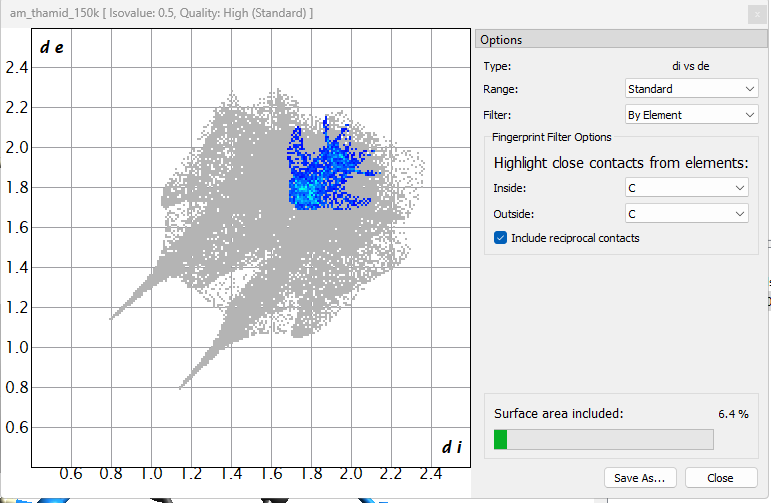 am_thamid_150k [ Isovalue: 0.5, Quality: High (Standard) ]
x
d e
2.4
2.2
2.0
1.8
1.6
1.4
1.2
1.0
0.8
0.6
d i
0.6 0.8 1.0 1.2 1.4 1.6 1.8 2.0 2.2 2.4
Options
Type: di vs de
Range: Standard
Filter: By Element
Fingerprint Filter Options
Highlight close contacts from elements:
Inside: C
Outside: C
Include reciprocal contacts
Surface area included: 6.4 %
Save As... Close